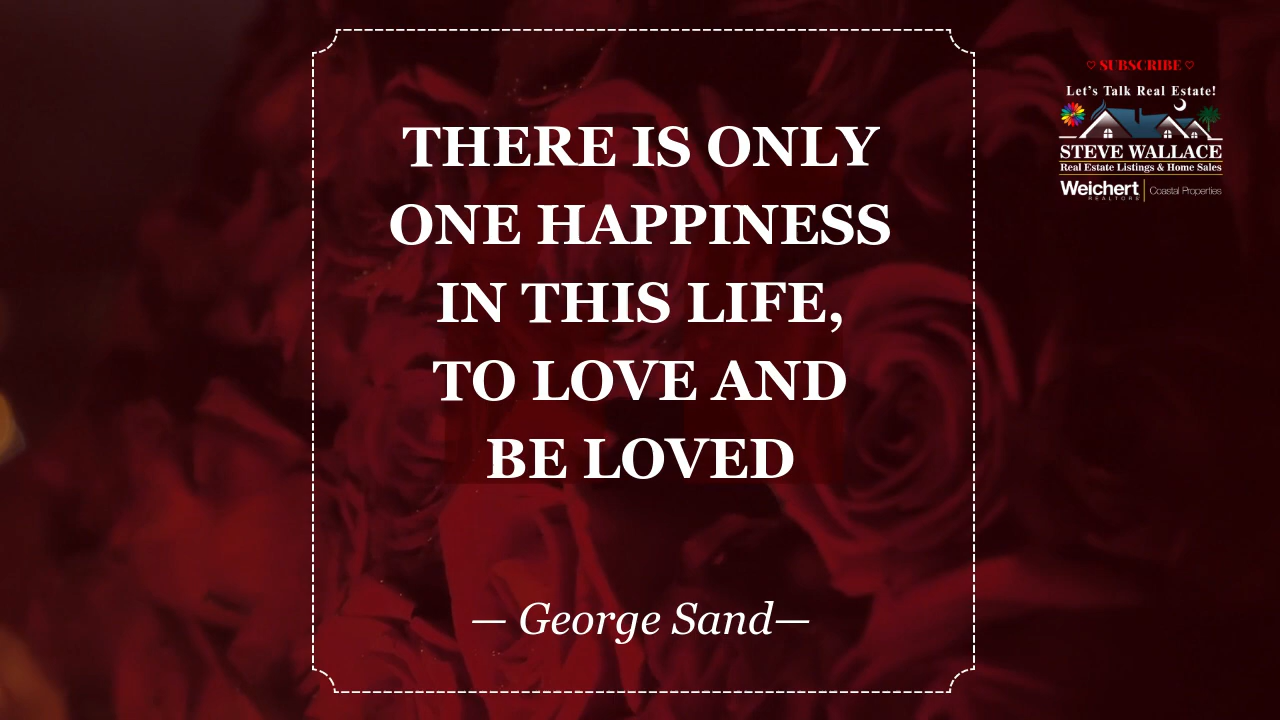 THERE IS ONLY
ONE HAPPINESS
IN THIS LIFE,
TO LOVE AND
BE LOVED
— George Sand—
♡ SUBSCRIBE ♡
Let's Talk Real Estate!
STEVE WALLACE
Real Estate Listings & Home Sales
Weichert | Coastal Properties
REALTORS